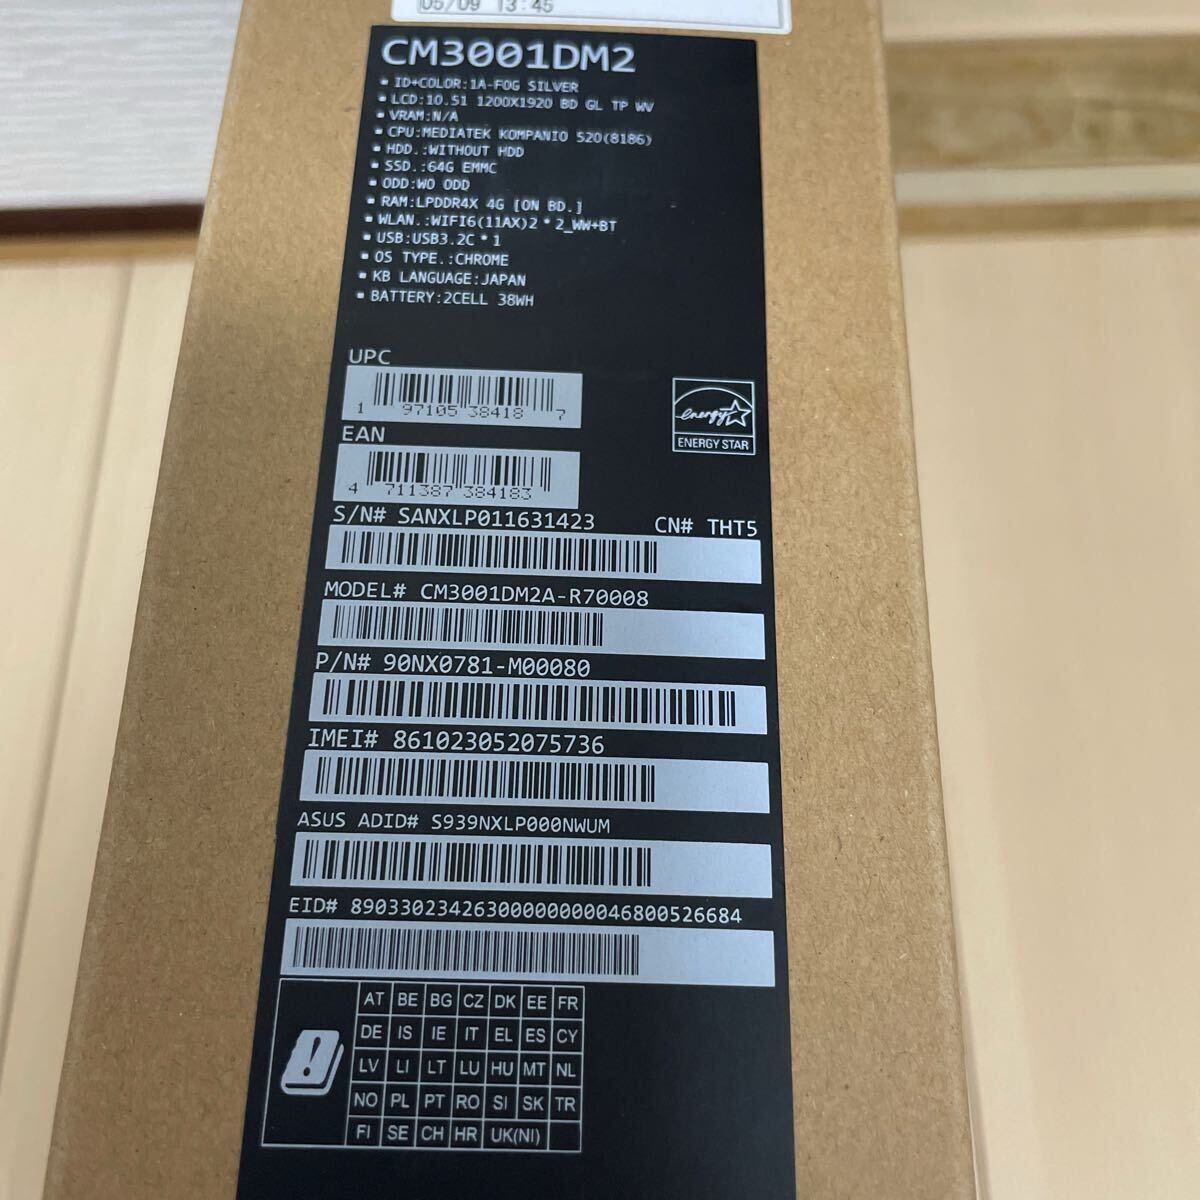 05/09 13:45
CM3001DM2
▪ ID+COLOR:1A-FOG SILVER
▪ LCD:10.51 1200X1920 BD GL TP WV
▪ VRAM:N/A
▪ CPU:MEDIATEK KOMPANIO 520(8186)
▪ HDD.:WITHOUT HDD
▪ SSD.:64G EMMC
▪ ODD:WO ODD
▪ RAM:LPDDR4X 4G [ON BD.]
▪ WLAN.:WIFI6(11AX)2*2_WW+BT
▪ USB:USB3.2C*1
▪ OS TYPE.:CHROME
▪ KB LANGUAGE:JAPAN
▪ BATTERY:2CELL 38WH
UPC
1 97105 38418 7
energy
ENERGY STAR
EAN
4 711387 384183
S/N# SANXLP011631423 CN# THT5
MODEL# CM3001DM2A-R70008
P/N# 90NX0781-M00080
IMEI# 861023052075736
ASUS ADID# S939NXLP000NWUM
EID# 89033023426300000000046800526684
AT BE BG CZ DK EE FR
DE IS IE IT EL ES CY
LV LI LT LU HU MT NL
NO PL PT RO SI SK TR
FI SE CH HR UK(NI)